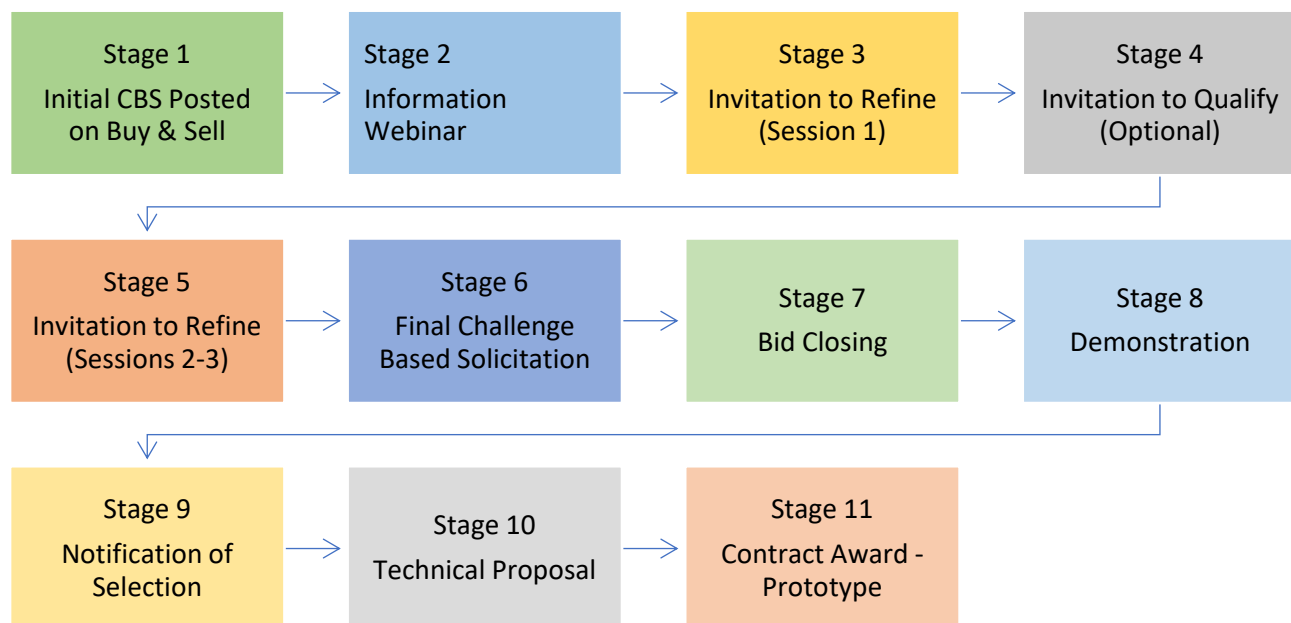 Stage 1
Initial CBS Posted
on Buy & Sell
Stage 2
Information
Webinar
Stage 3
Invitation to Refine
(Session 1)
Stage 4
Invitation to Qualify
(Optional)
Stage 5
Invitation to Refine
(Sessions 2-3)
Stage 6
Final Challenge
Based Solicitation
Stage 7
Bid Closing
Stage 8
Demonstration
Stage 9
Notification of
Selection
Stage 10
Technical Proposal
Stage 11
Contract Award -
Prototype